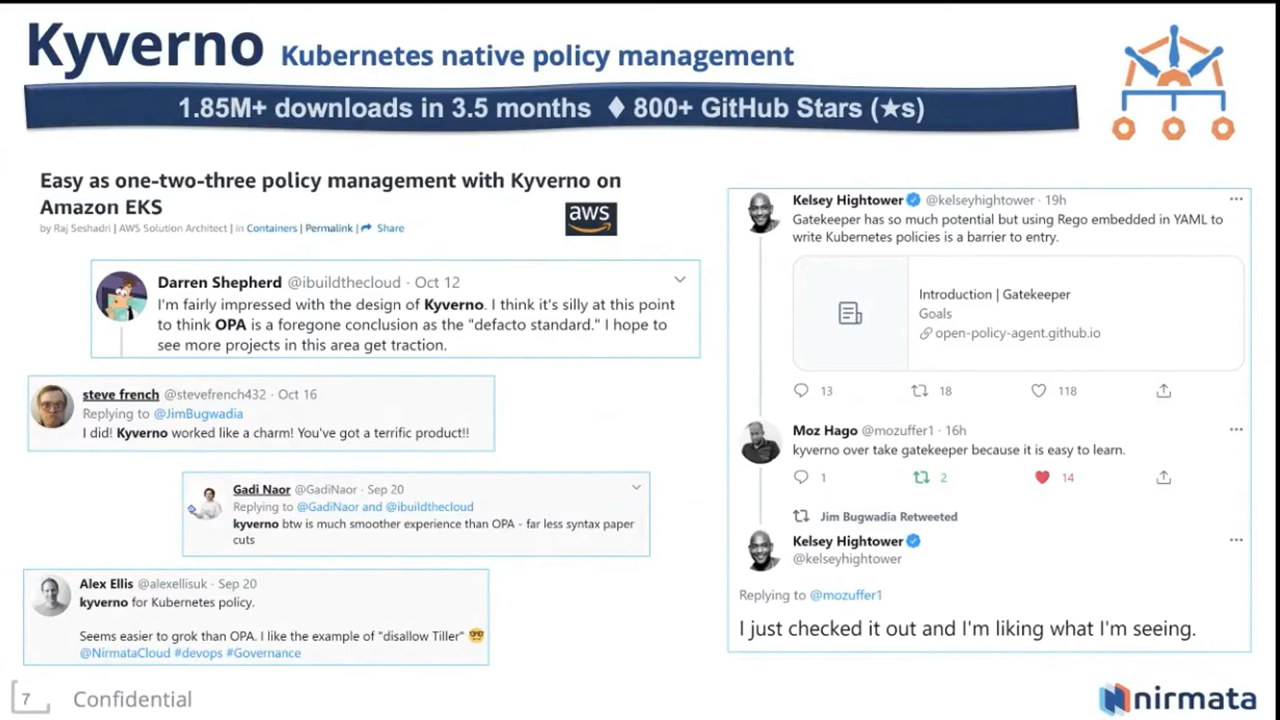 Kyverno Kubernetes native policy management
1.85M+ downloads in 3.5 months ♦ 800+ GitHub Stars (★s)
Easy as one-two-three policy management with Kyverno on
Amazon EKS
by Raj Seshadri | AWS Solution Architect | in Containers | Permalink | Share
aws
Darren Shepherd @ibuildthecloud · Oct 12
I'm fairly impressed with the design of Kyverno. I think it's silly at this point
to think OPA is a foregone conclusion as the "defacto standard." I hope to
see more projects in this area get traction.
steve french @stevefrench432 · Oct 16
Replying to @JimBugwadia
I did! Kyverno worked like a charm! You've got a terrific product!!
Gadi Naor @GadiNaor · Sep 20
Replying to @GadiNaor and @ibuildthecloud
kyverno btw is much smoother experience than OPA - far less syntax paper
cuts
Alex Ellis @alexellisuk · Sep 20
kyverno for Kubernetes policy.
Seems easier to grok than OPA. I like the example of "disallow Tiller" 🤓
@NirmataCloud #devops #Governance
Kelsey Hightower @kelseyhightower · 19h
Gatekeeper has so much potential but using Rego embedded in YAML to
write Kubernetes policies is a barrier to entry.
Introduction | Gatekeeper
Goals
open-policy-agent.github.io
13 18 118
Moz Hago @mozuffer1 · 16h
kyverno over take gatekeeper because it is easy to learn.
1 2 14
Jim Bugwadia Retweeted
Kelsey Hightower
@kelseyhightower
Replying to @mozuffer1
I just checked it out and I'm liking what I'm seeing.
7 Confidential
nirmata